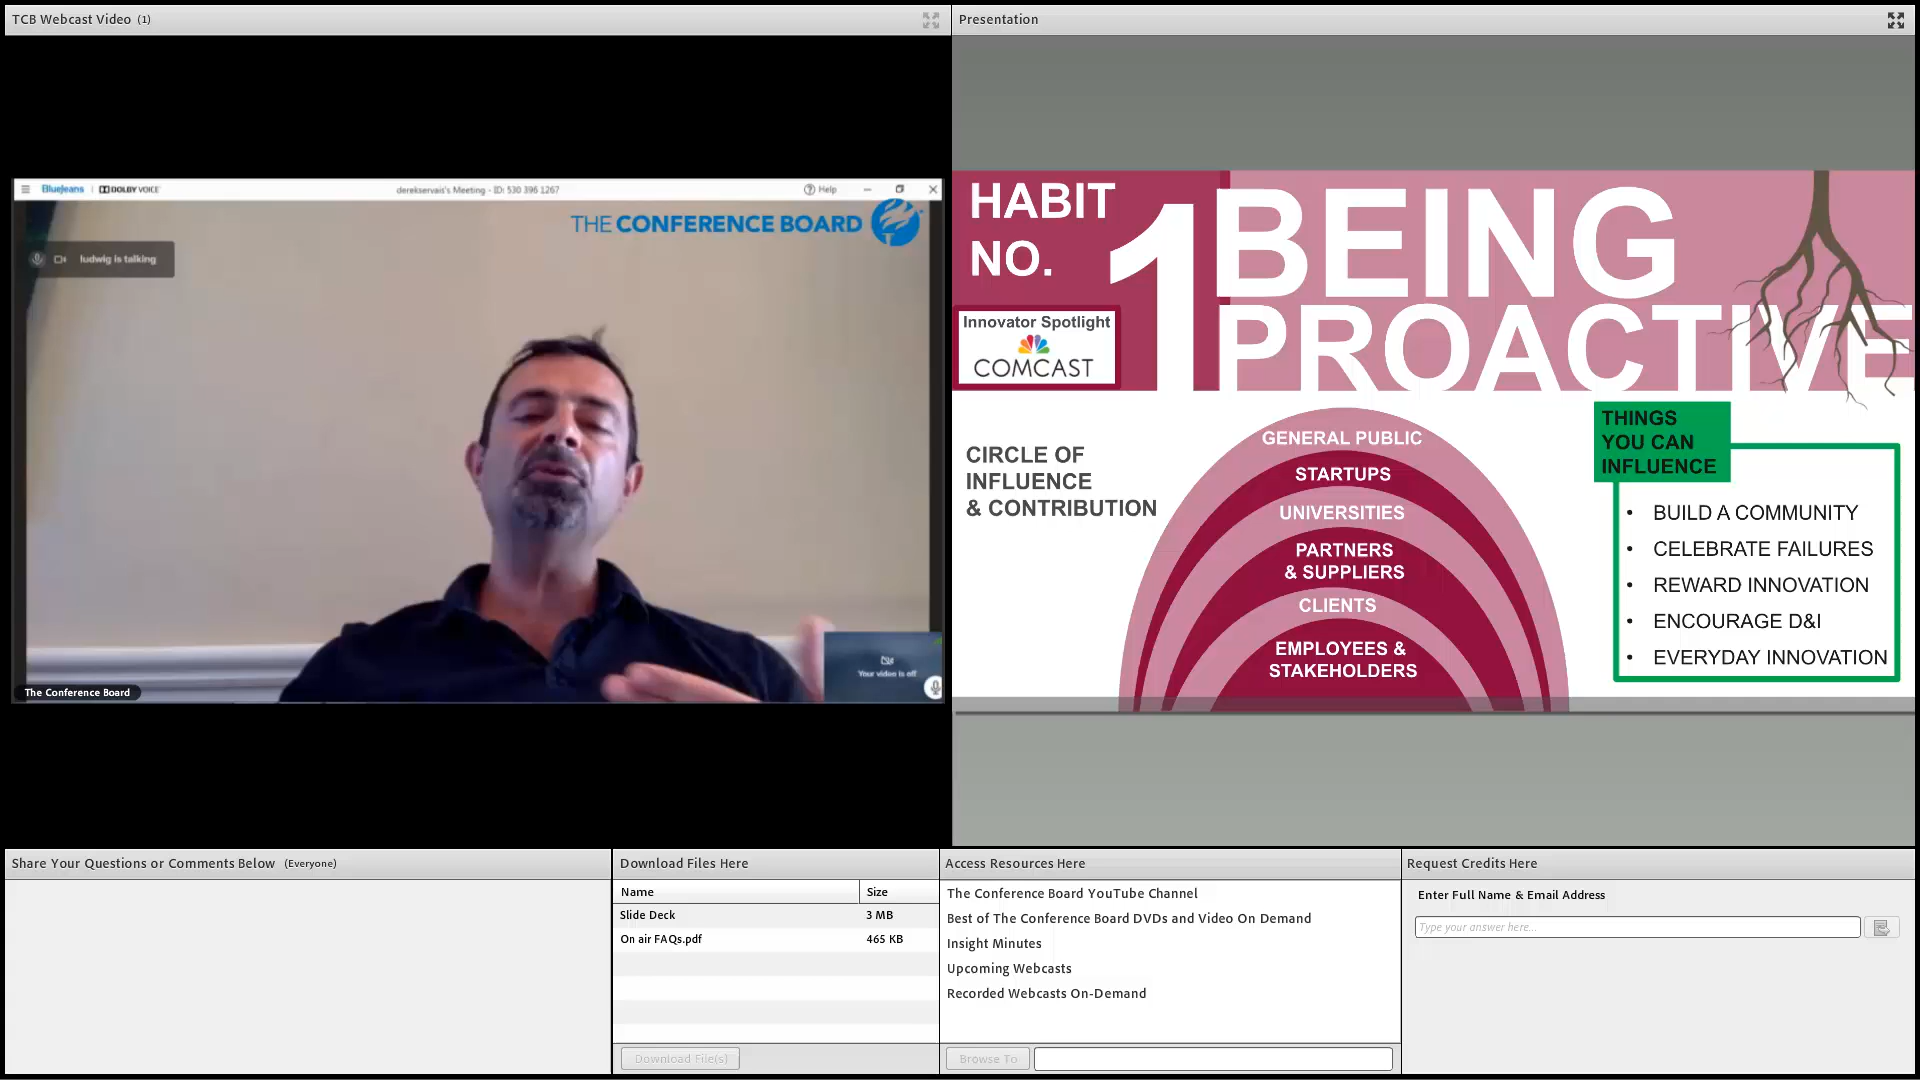 TCB Webcast Video (1)
BlueJeans | DOLBY VOICE
derekservais's Meeting - ID: 530 396 1267
Help
THE CONFERENCE BOARD
ludwig is talking
Your video is off
The Conference Board
Presentation
HABIT
NO.
1
BEING
PROACTIVE
Innovator Spotlight
COMCAST
CIRCLE OF
INFLUENCE
& CONTRIBUTION
GENERAL PUBLIC
STARTUPS
UNIVERSITIES
PARTNERS
& SUPPLIERS
CLIENTS
EMPLOYEES &
STAKEHOLDERS
THINGS
YOU CAN
INFLUENCE
• BUILD A COMMUNITY
• CELEBRATE FAILURES
• REWARD INNOVATION
• ENCOURAGE D&I
• EVERYDAY INNOVATION
Share Your Questions or Comments Below (Everyone)
Download Files Here
Name Size
Slide Deck 3 MB
On air FAQs.pdf 465 KB
Download File(s)
Access Resources Here
The Conference Board YouTube Channel
Best of The Conference Board DVDs and Video On Demand
Insight Minutes
Upcoming Webcasts
Recorded Webcasts On-Demand
Browse To
Request Credits Here
Enter Full Name & Email Address
Type your answer here...